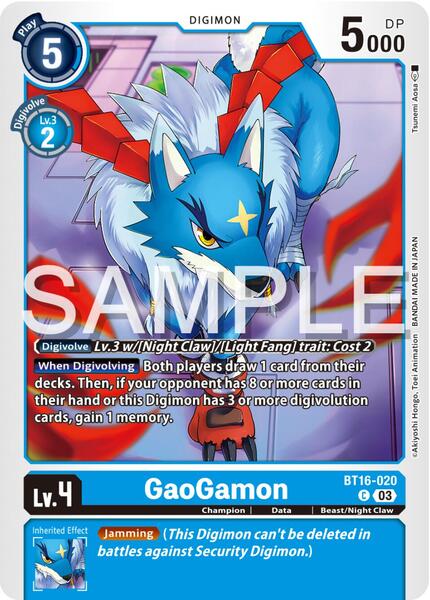 DIGIMON
Play
5
DP
5000
Digivolve
Lv.3
2
Tsunemi Aosa
SAMPLE
©Akiyoshi Hongo, Toei Animation BANDAI MADE IN JAPAN
Digivolve Lv.3 w/[Night Claw]/[Light Fang] trait: Cost 2
When Digivolving Both players draw 1 card from their
decks. Then, if your opponent has 8 or more cards in
their hand or this Digimon has 3 or more digivolution
cards, gain 1 memory.
Lv.4
GaoGamon
BT16-020
C 03
Champion Data Beast/Night Claw
Inherited Effect
Jamming (This Digimon can't be deleted in
battles against Security Digimon.)